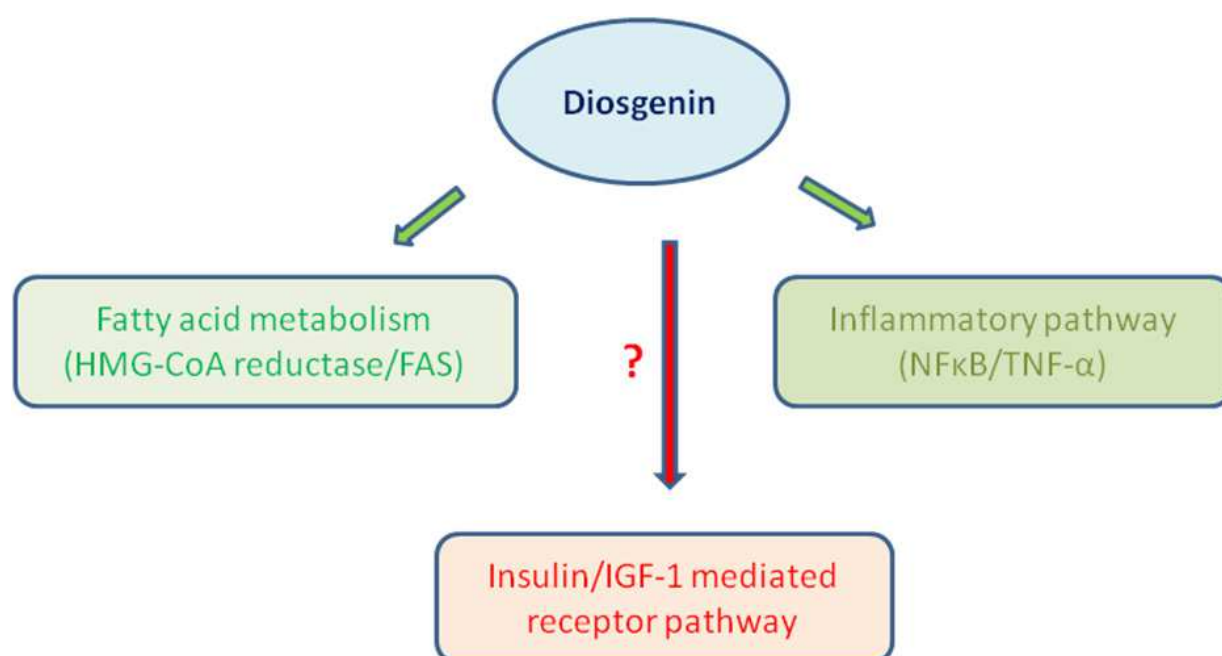 Diosgenin
Fatty acid metabolism
(HMG-CoA reductase/FAS)
?
Inflammatory pathway
(NFκB/TNF-α)
Insulin/IGF-1 mediated
receptor pathway